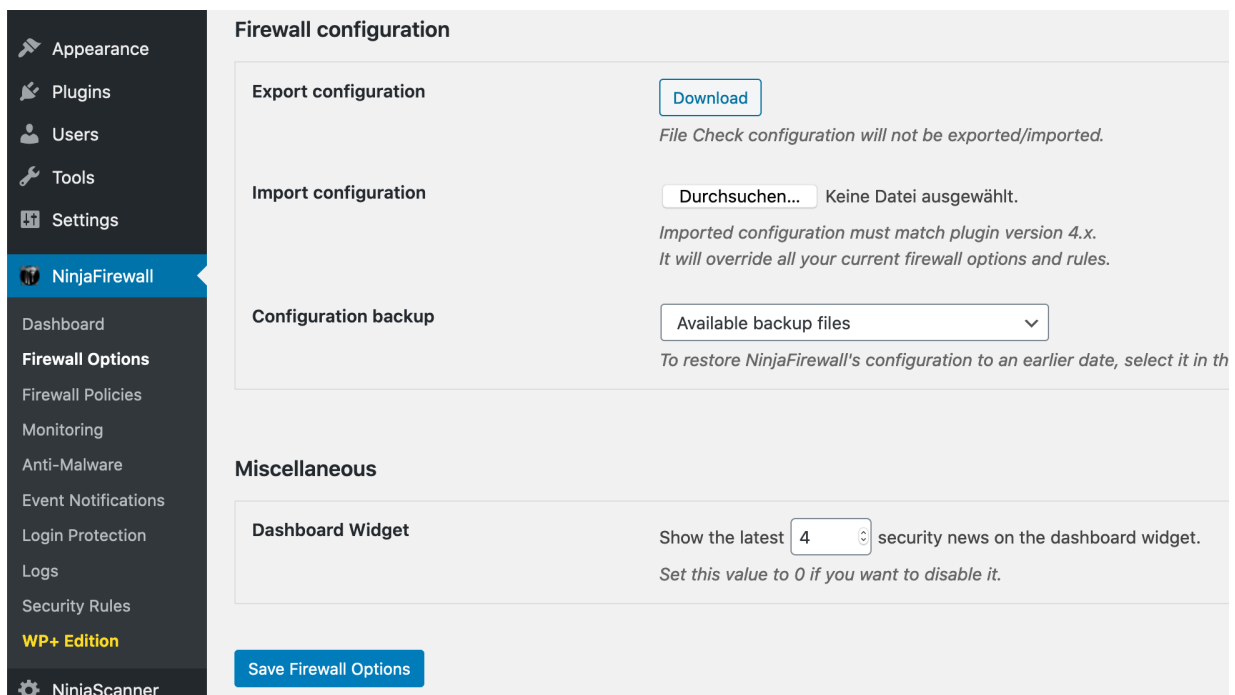 Appearance
Plugins
Users
Tools
Settings
NinjaFirewall
Dashboard
Firewall Options
Firewall Policies
Monitoring
Anti-Malware
Event Notifications
Login Protection
Logs
Security Rules
WP+ Edition
NinjaScanner
Firewall configuration
Export configuration
Download
File Check configuration will not be exported/imported.
Import configuration
Durchsuchen... Keine Datei ausgewählt.
Imported configuration must match plugin version 4.x.
It will override all your current firewall options and rules.
Configuration backup
Available backup files
To restore NinjaFirewall's configuration to an earlier date, select it in th
Miscellaneous
Dashboard Widget
Show the latest 4 security news on the dashboard widget.
Set this value to 0 if you want to disable it.
Save Firewall Options